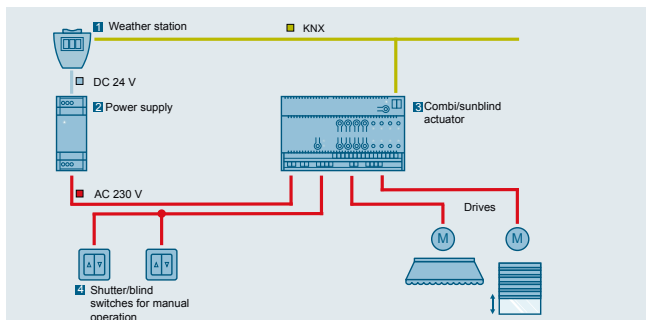 1 Weather station
KNX
DC 24 V
2 Power supply
3 Combi/sunblind
actuator
AC 230 V
Drives
M
M
4 Shutter/blind
switches for manual
operation